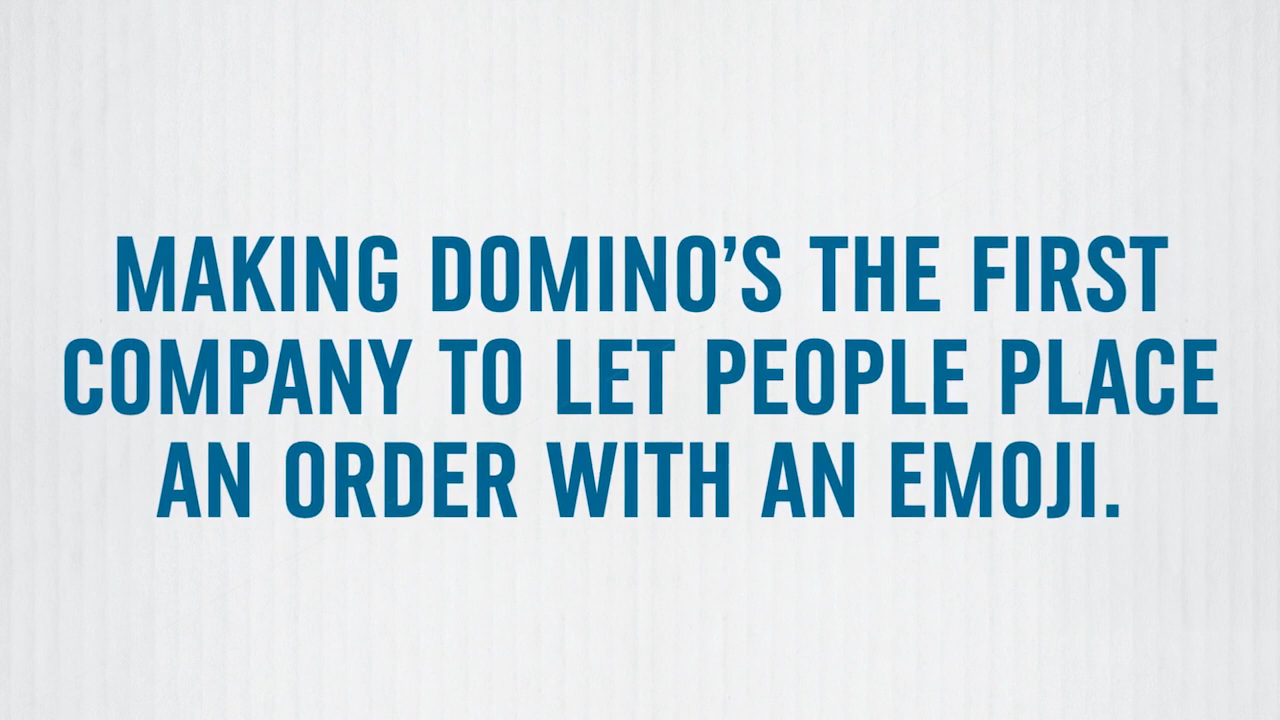 MAKING DOMINO’S THE FIRST
COMPANY TO LET PEOPLE PLACE
AN ORDER WITH AN EMOJI.